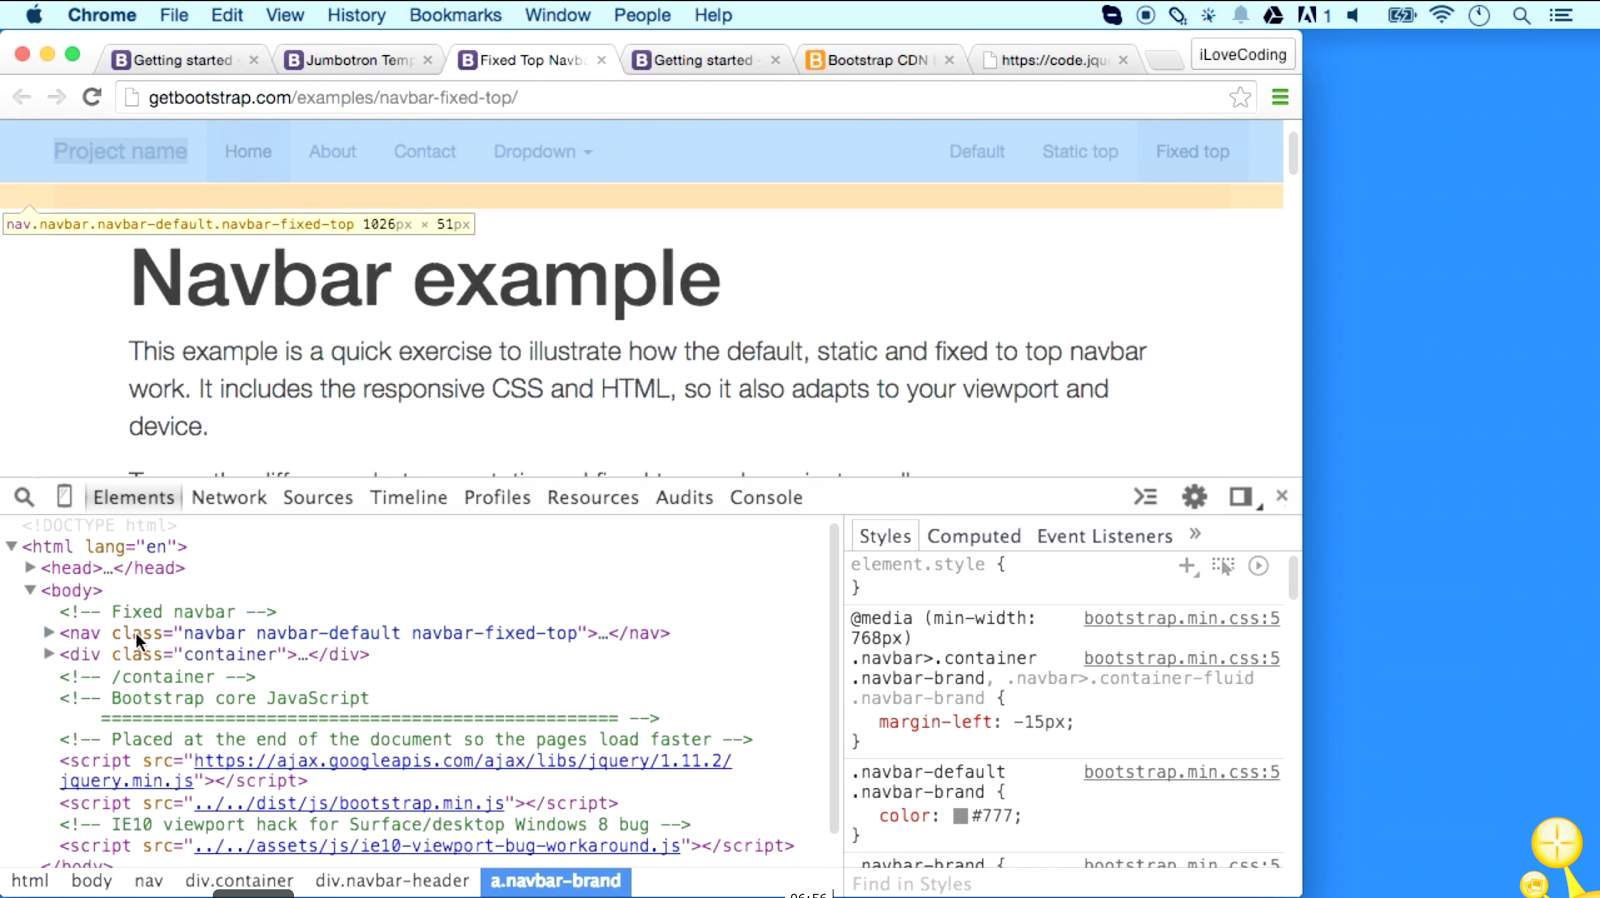 Chrome File Edit View History Bookmarks Window People Help 1
Getting started Jumbotron Temp Fixed Top Navb Getting started Bootstrap CDN https://code.jqu iLoveCoding
getbootstrap.com/examples/navbar-fixed-top/
Project name Home About Contact Dropdown Default Static top Fixed top
nav.navbar.navbar-default.navbar-fixed-top 1026px × 51px
Navbar example
This example is a quick exercise to illustrate how the default, static and fixed to top navbar
work. It includes the responsive CSS and HTML, so it also adapts to your viewport and
device.
Elements Network Sources Timeline Profiles Resources Audits Console
<!DOCTYPE html>
<html lang="en">
<head>…</head>
<body>
<!-- Fixed navbar -->
<nav class="navbar navbar-default navbar-fixed-top">…</nav>
<div class="container">…</div>
<!-- /container -->
<!-- Bootstrap core JavaScript
================================================== -->
<!-- Placed at the end of the document so the pages load faster -->
<script src="https://ajax.googleapis.com/ajax/libs/jquery/1.11.2/
jquery.min.js"></script>
<script src="../../dist/js/bootstrap.min.js"></script>
<!-- IE10 viewport hack for Surface/desktop Windows 8 bug -->
<script src="../../assets/js/ie10-viewport-bug-workaround.js"></script>
</body>
html body nav div.container div.navbar-header a.navbar-brand
Styles Computed Event Listeners »
element.style {
}
@media (min-width: bootstrap.min.css:5
768px)
.navbar>.container bootstrap.min.css:5
.navbar-brand, .navbar>.container-fluid
.navbar-brand {
margin-left: -15px;
}
.navbar-default bootstrap.min.css:5
.navbar-brand {
color: #777;
}
.navbar-brand { bootstrap.min.css:5
Find in Styles
06:56